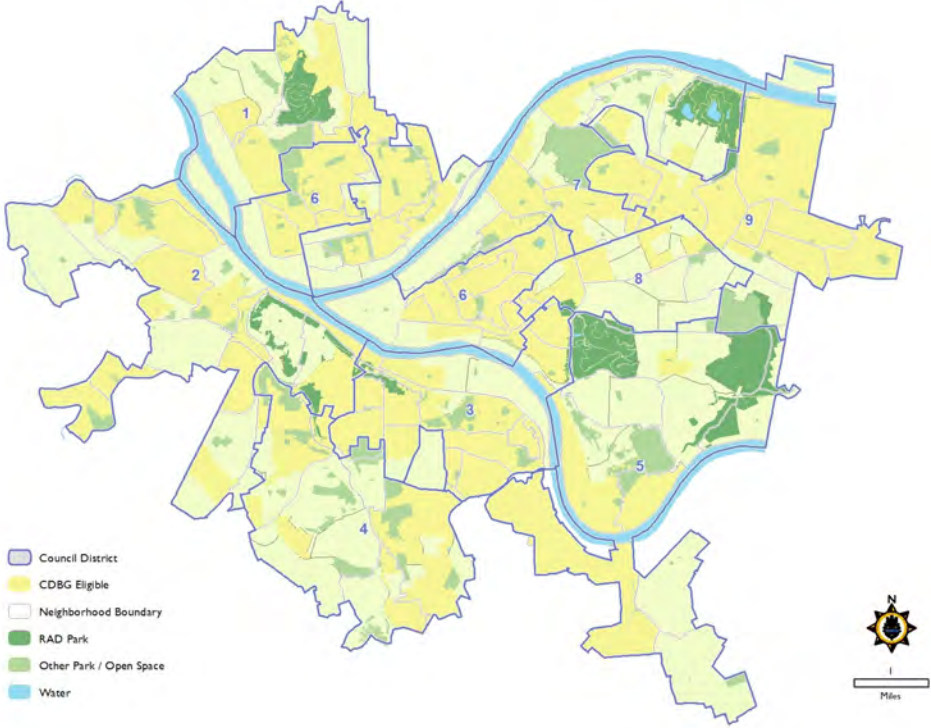 1
6
7
7
9
2
8
6
3
5
4
Council District
CDBG Eligible
Neighborhood Boundary
RAD Park
Other Park / Open Space
Water
N
1
Miles